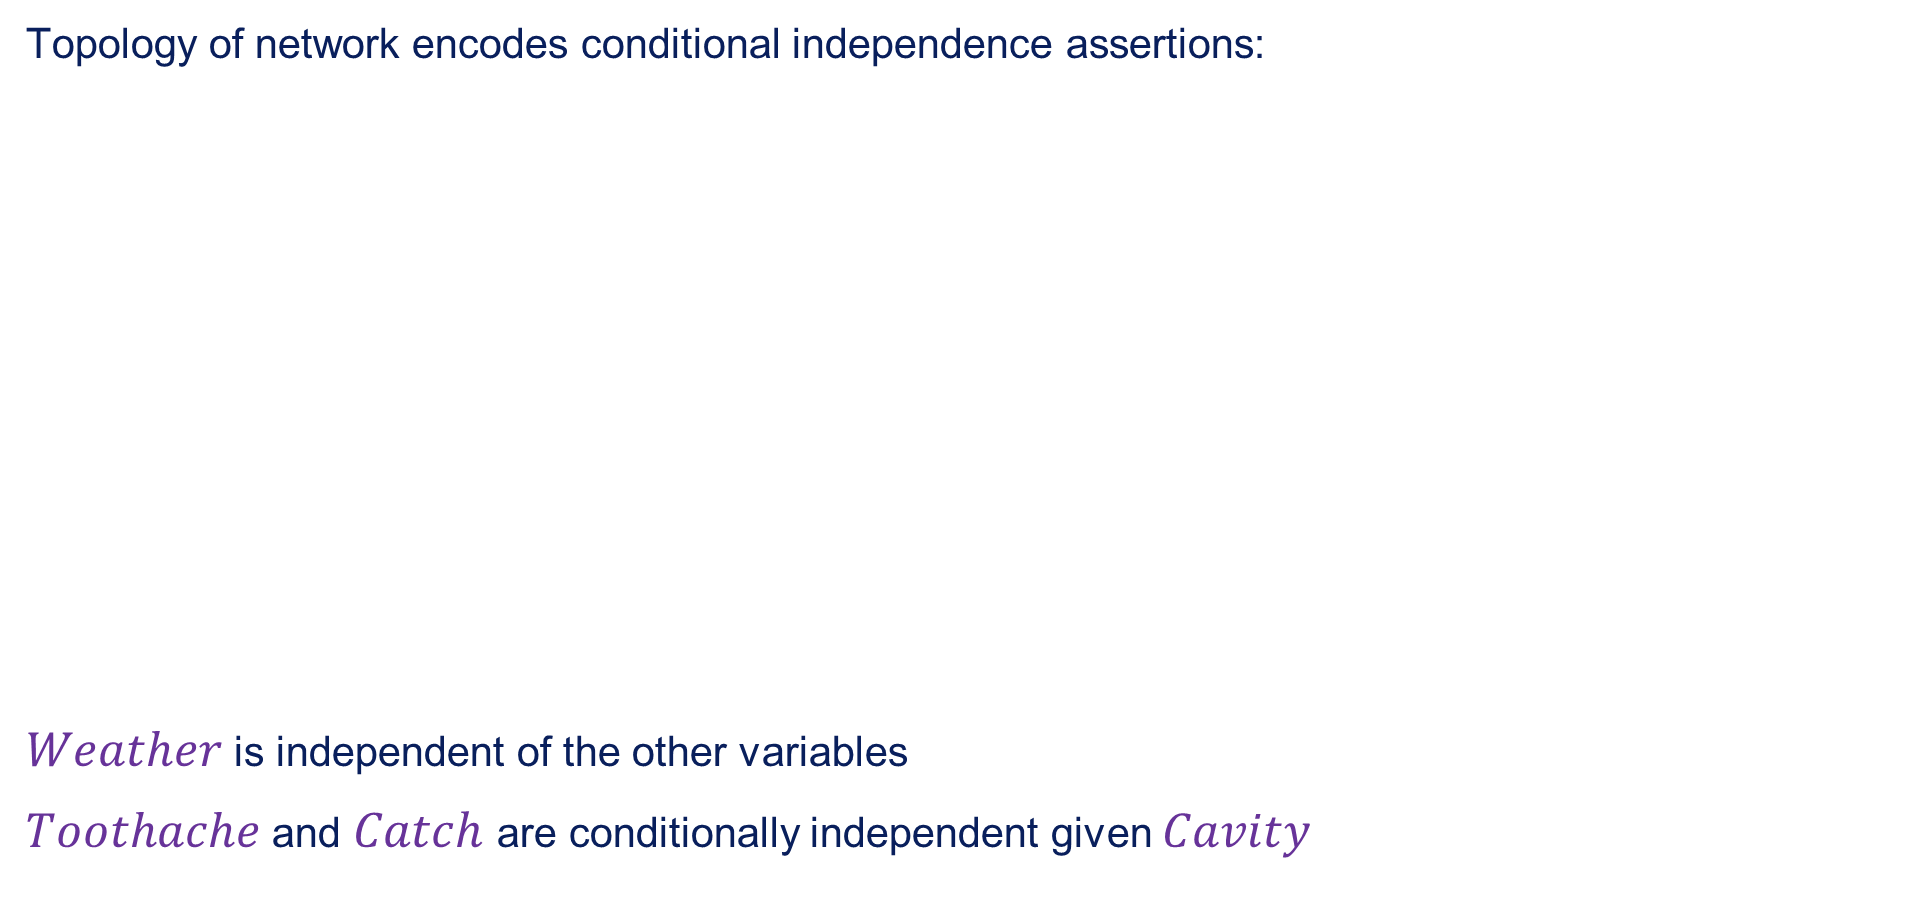 Topology of network encodes conditional independence assertions:
Weather is independent of the other variables
Toothache and Catch are conditionally independent given Cavity